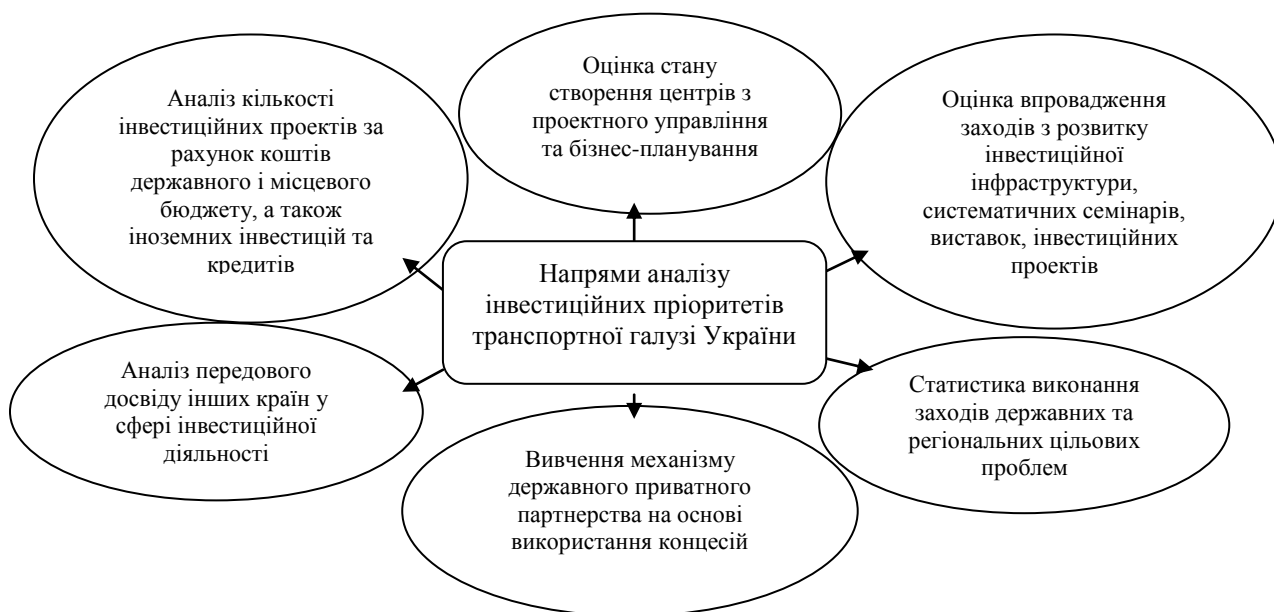 Аналіз кількості
інвестиційних проектів за
рахунок коштів
державного і місцевого
бюджету, а також
іноземних інвестицій та
кредитів
Оцінка стану
створення центрів з
проектного управління
та бізнес-планування
Оцінка впровадження
заходів з розвитку
інвестиційної
інфраструктури,
систематичних семінарів,
виставок, інвестиційних
проектів
Напрями аналізу
інвестиційних пріоритетів
транспортної галузі України
Аналіз передового
досвіду інших країн у
сфері інвестиційної
діяльності
Вивчення механізму
державного приватного
партнерства на основі
використання концесій
Статистика виконання
заходів державних та
регіональних цільових
проблем